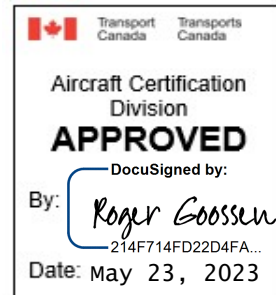 Transport Transports
Canada Canada
Aircraft Certification
Division
APPROVED
DocuSigned by:
By: Roger Goossen
214F714FD22D4FA...
Date: May 23, 2023